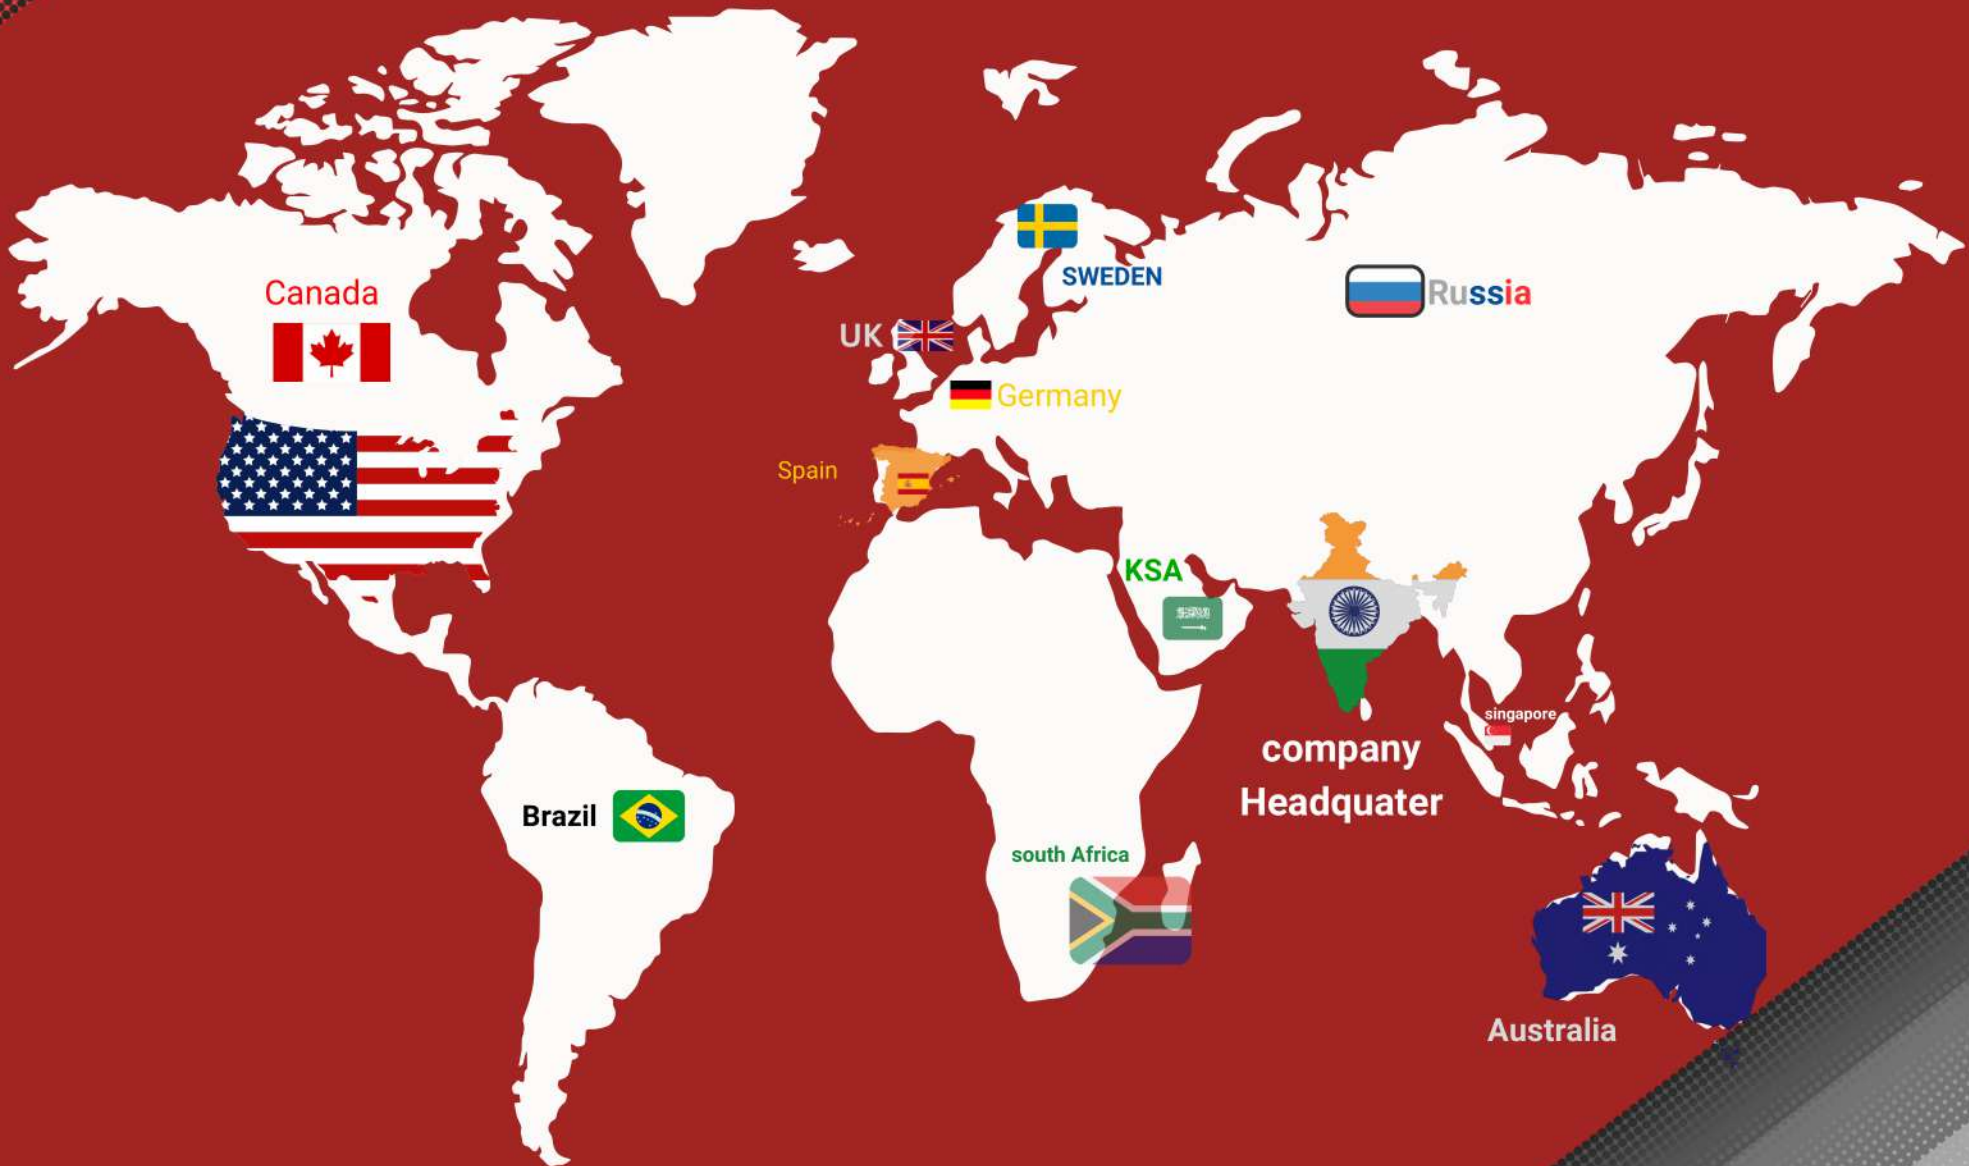 Canada
SWEDEN
Russia
UK
Germany
Spain
KSA
singapore
company
Headquater
Brazil
south Africa
Australia